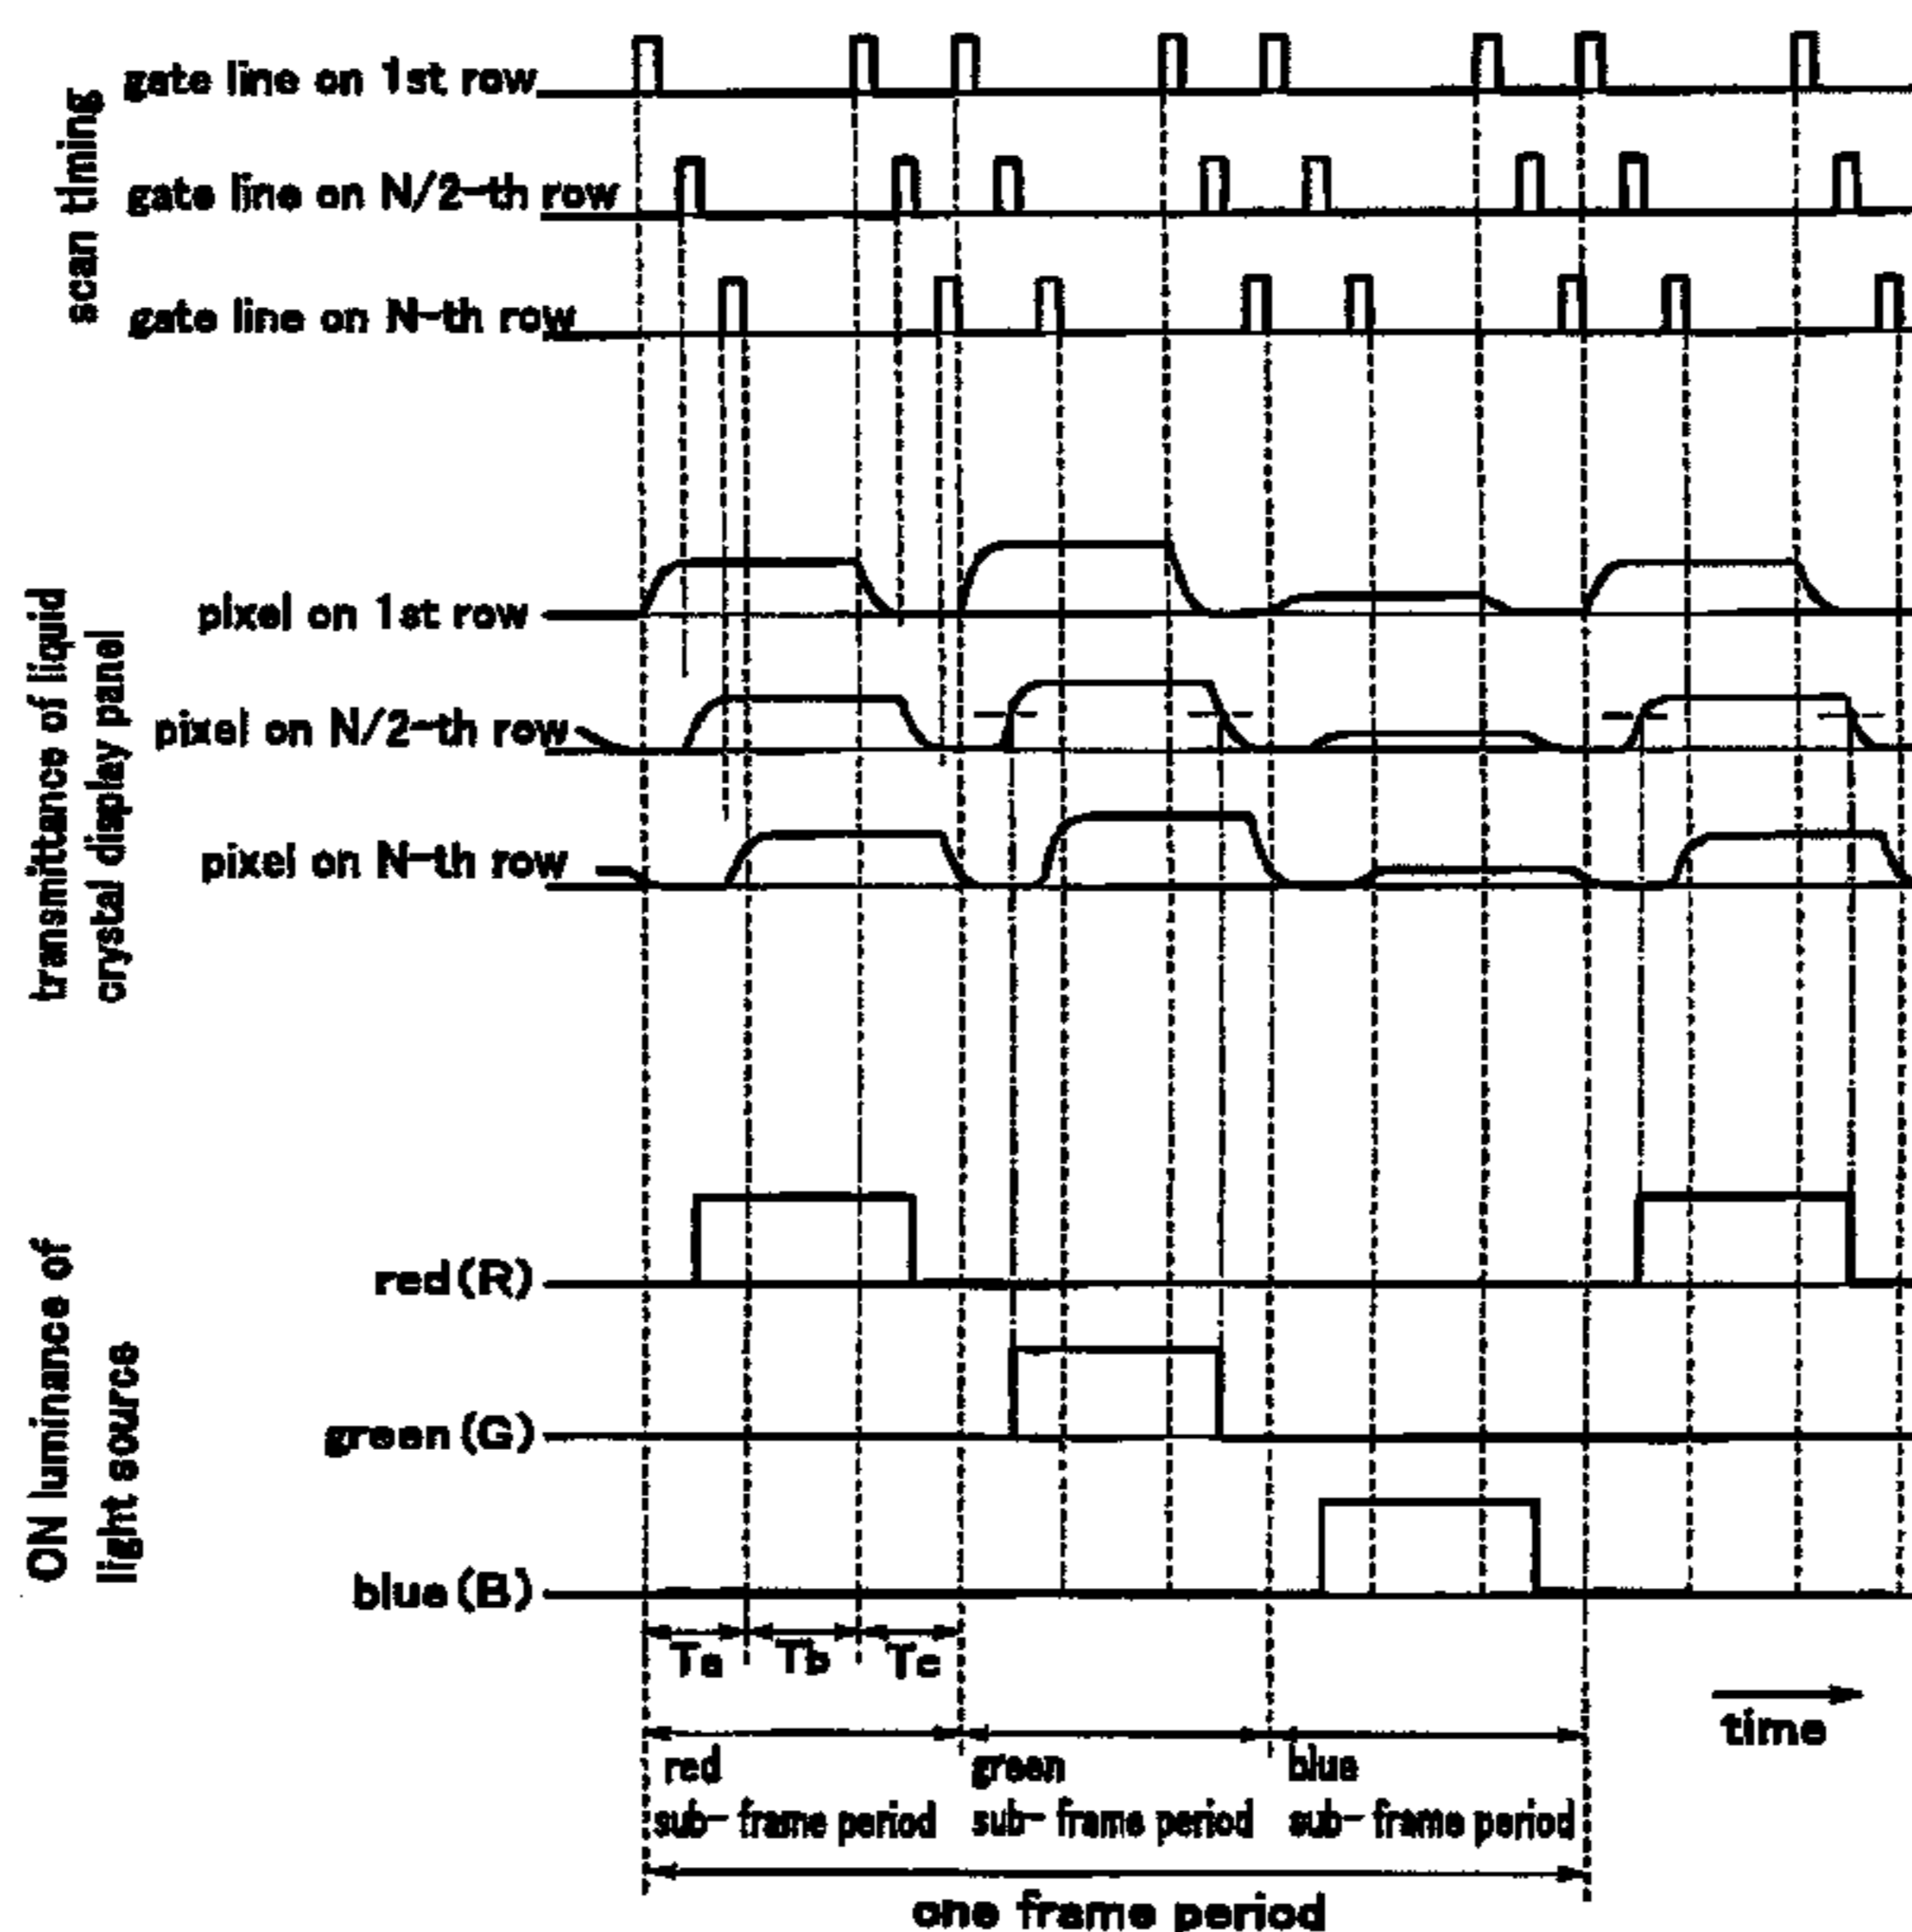 scan timing
gate line on 1st row
gate line on N/2-th row
gate line on N-th row
transmittance of liquid
crystal display panel
pixel on 1st row
pixel on N/2-th row
pixel on N-th row
ON luminance of
light source
red(R)
green(G)
blue(B)
Ta Tb Tc
time
red green blue
sub-frame period sub-frame period sub-frame period
one frame period